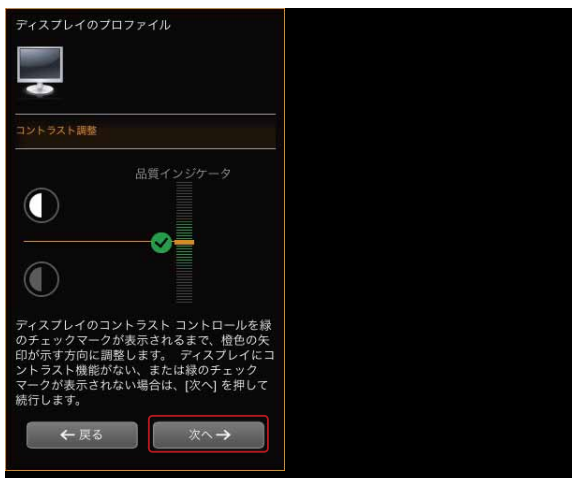 ディスプレイのプロファイル
コントラスト調整
品質インジケータ
ディスプレイのコントラスト コントロールを緑
のチェックマークが表示されるまで、橙色の矢
印が示す方向に調整します。 ディスプレイにコ
ントラスト機能がない、または緑のチェック
マークが表示されない場合は、[次へ] を押して
続行します。
← 戻る
次へ →